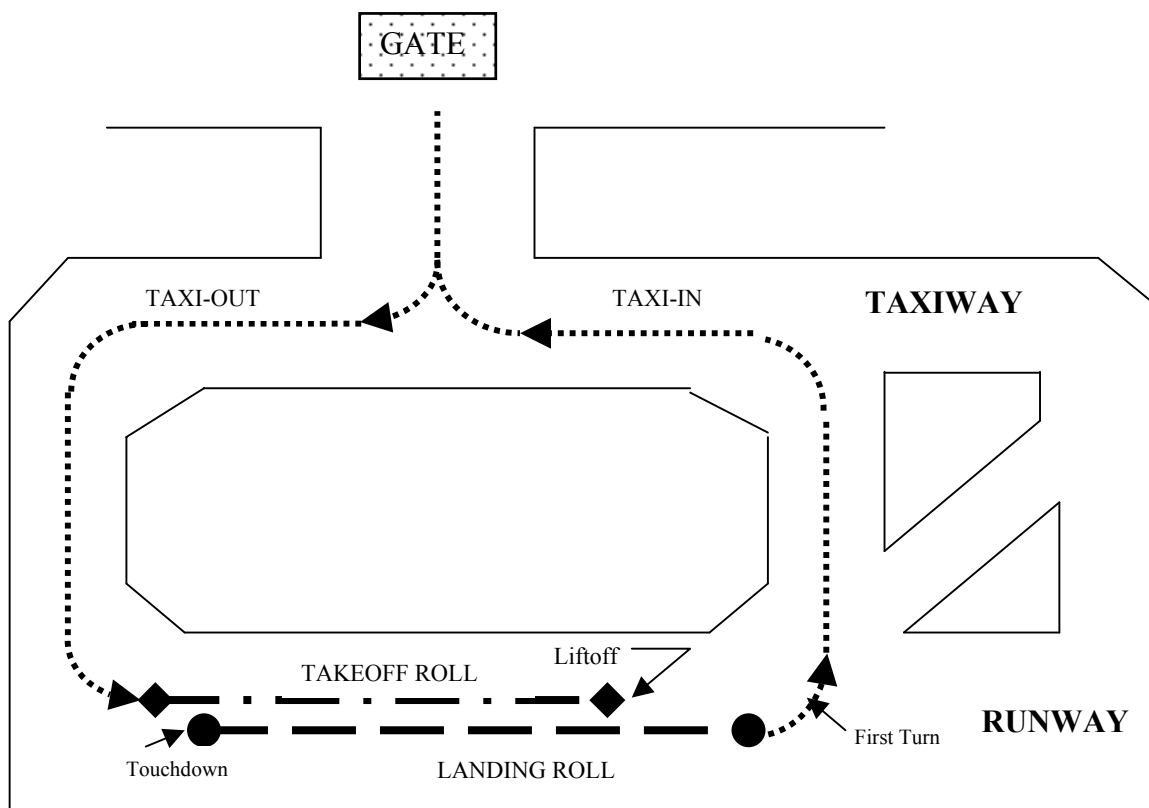 GATE
TAXI-OUT
TAXI-IN
TAXIWAY
Liftoff
TAKEOFF ROLL
RUNWAY
First Turn
Touchdown
LANDING ROLL